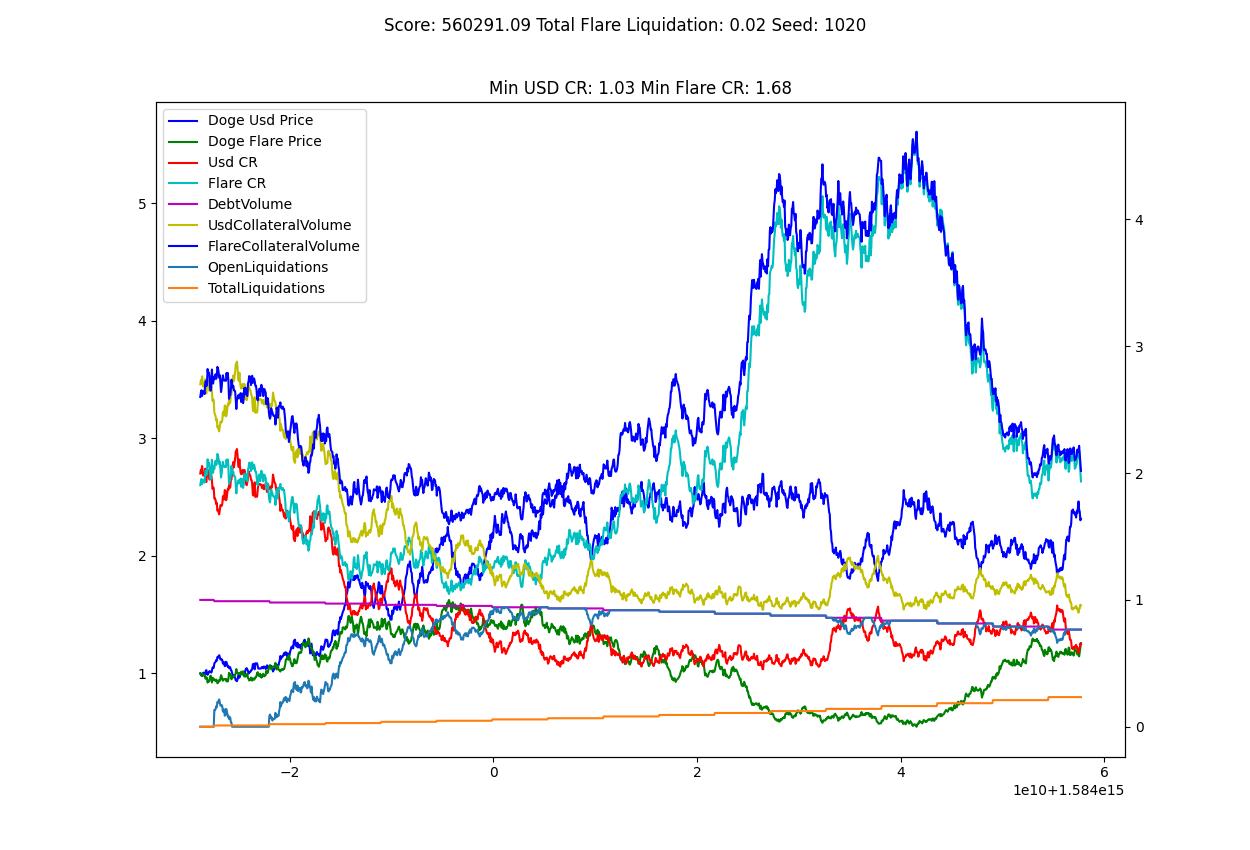 Score: 560291.09 Total Flare Liquidation: 0.02 Seed: 1020
Min USD CR: 1.03 Min Flare CR: 1.68
Doge Usd Price
Doge Flare Price
Usd CR
Flare CR
DebtVolume
UsdCollateralVolume
FlareCollateralVolume
OpenLiquidations
TotalLiquidations
5
4
3
2
1
4
3
2
1
0
−2
0
2
4
6
1e10+1.584e15